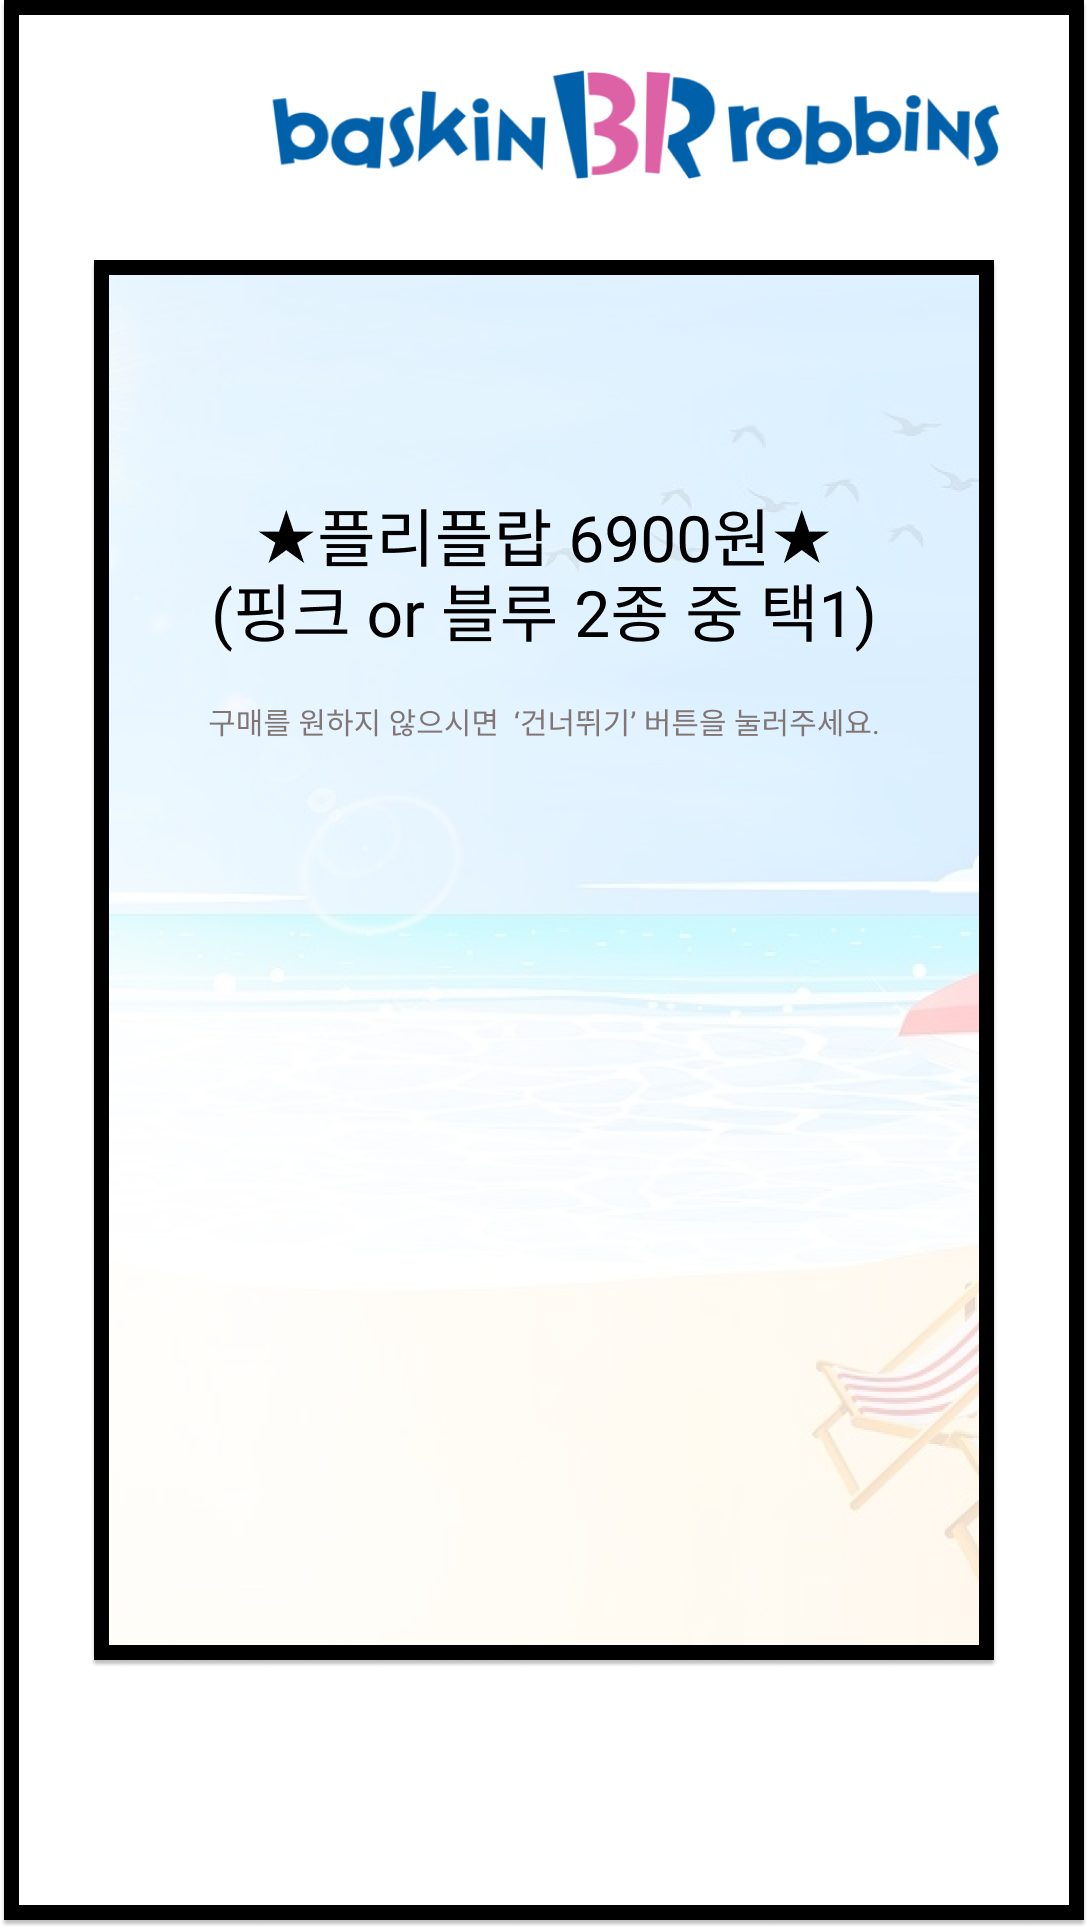 baskin BR robbins
★플리플랍 6900원★
(핑크 or 블루 2종 중 택1)
구매를 원하지 않으시면 ‘건너뛰기’ 버튼을 눌러주세요.